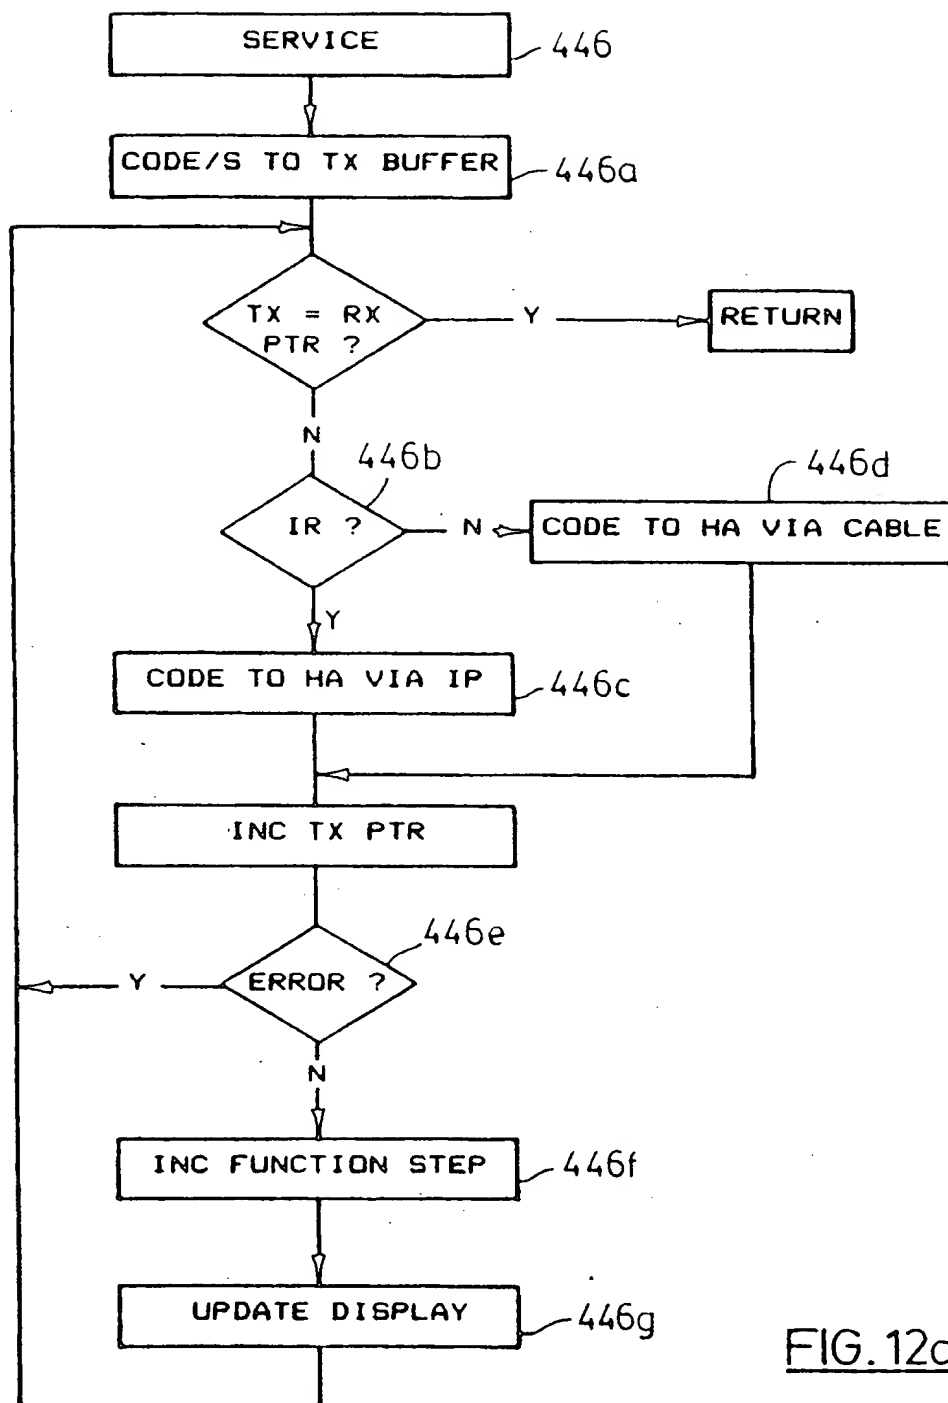 SERVICE
446
CODE/S TO TX BUFFER
446a
TX = RX
PTR ?
Y
RETURN
N
446b
446d
IR ?
N
CODE TO HA VIA CABLE
Y
CODE TO HA VIA IP
446c
INC TX PTR
446e
ERROR ?
Y
N
INC FUNCTION STEP
446f
UPDATE DISPLAY
446g
FIG. 12c